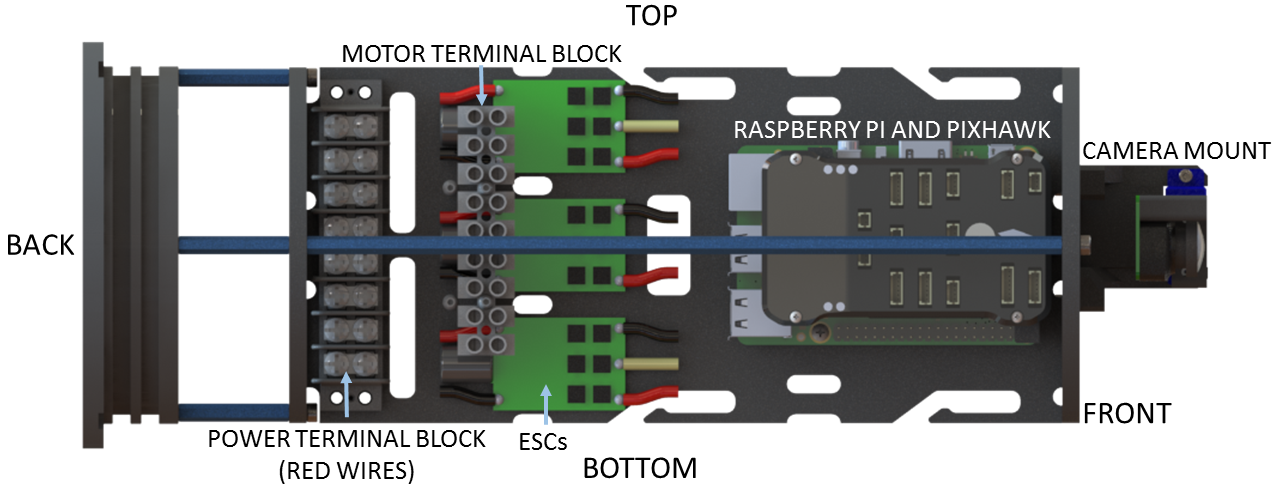 TOP
MOTOR TERMINAL BLOCK
RASPBERRY PI AND PIXHAWK
CAMERA MOUNT
BACK
FRONT
POWER TERMINAL BLOCK
(RED WIRES)
ESCs
BOTTOM